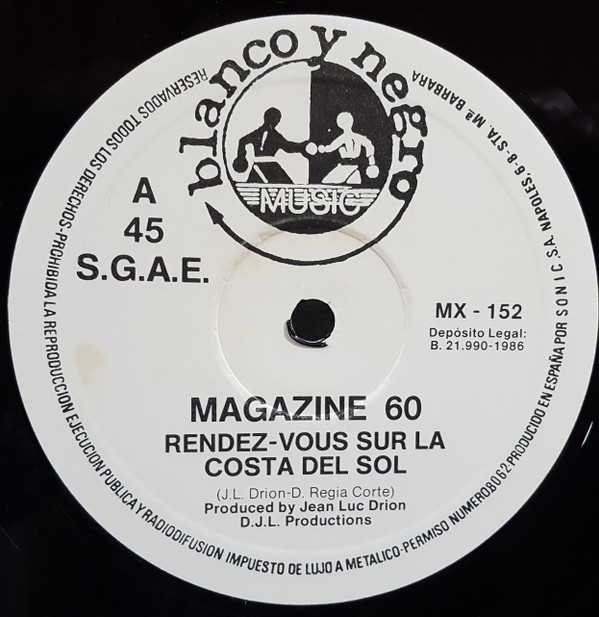 blanco y negro
MUSIC
A
45
S.G.A.E.
MX - 152
Depósito Legal:
B. 21.990-1986
MAGAZINE 60
RENDEZ-VOUS SUR LA
COSTA DEL SOL
(J.L. Drion-D. Regia Corte)
Produced by Jean Luc Drion
D.J.L. Productions
RESERVADOS TODOS LOS DERECHOS-PROHIBIDA LA REPRODUCCION EJECUCION PUBLICA Y RADIODIFUSION IMPUESTO DE LUJO A METALICO-PERMISO NUMERO 8062 PRODUCIDO EN ESPAÑA POR SONIC, S.A. NAPOLES, 6-8-STA. Mª BARBARA